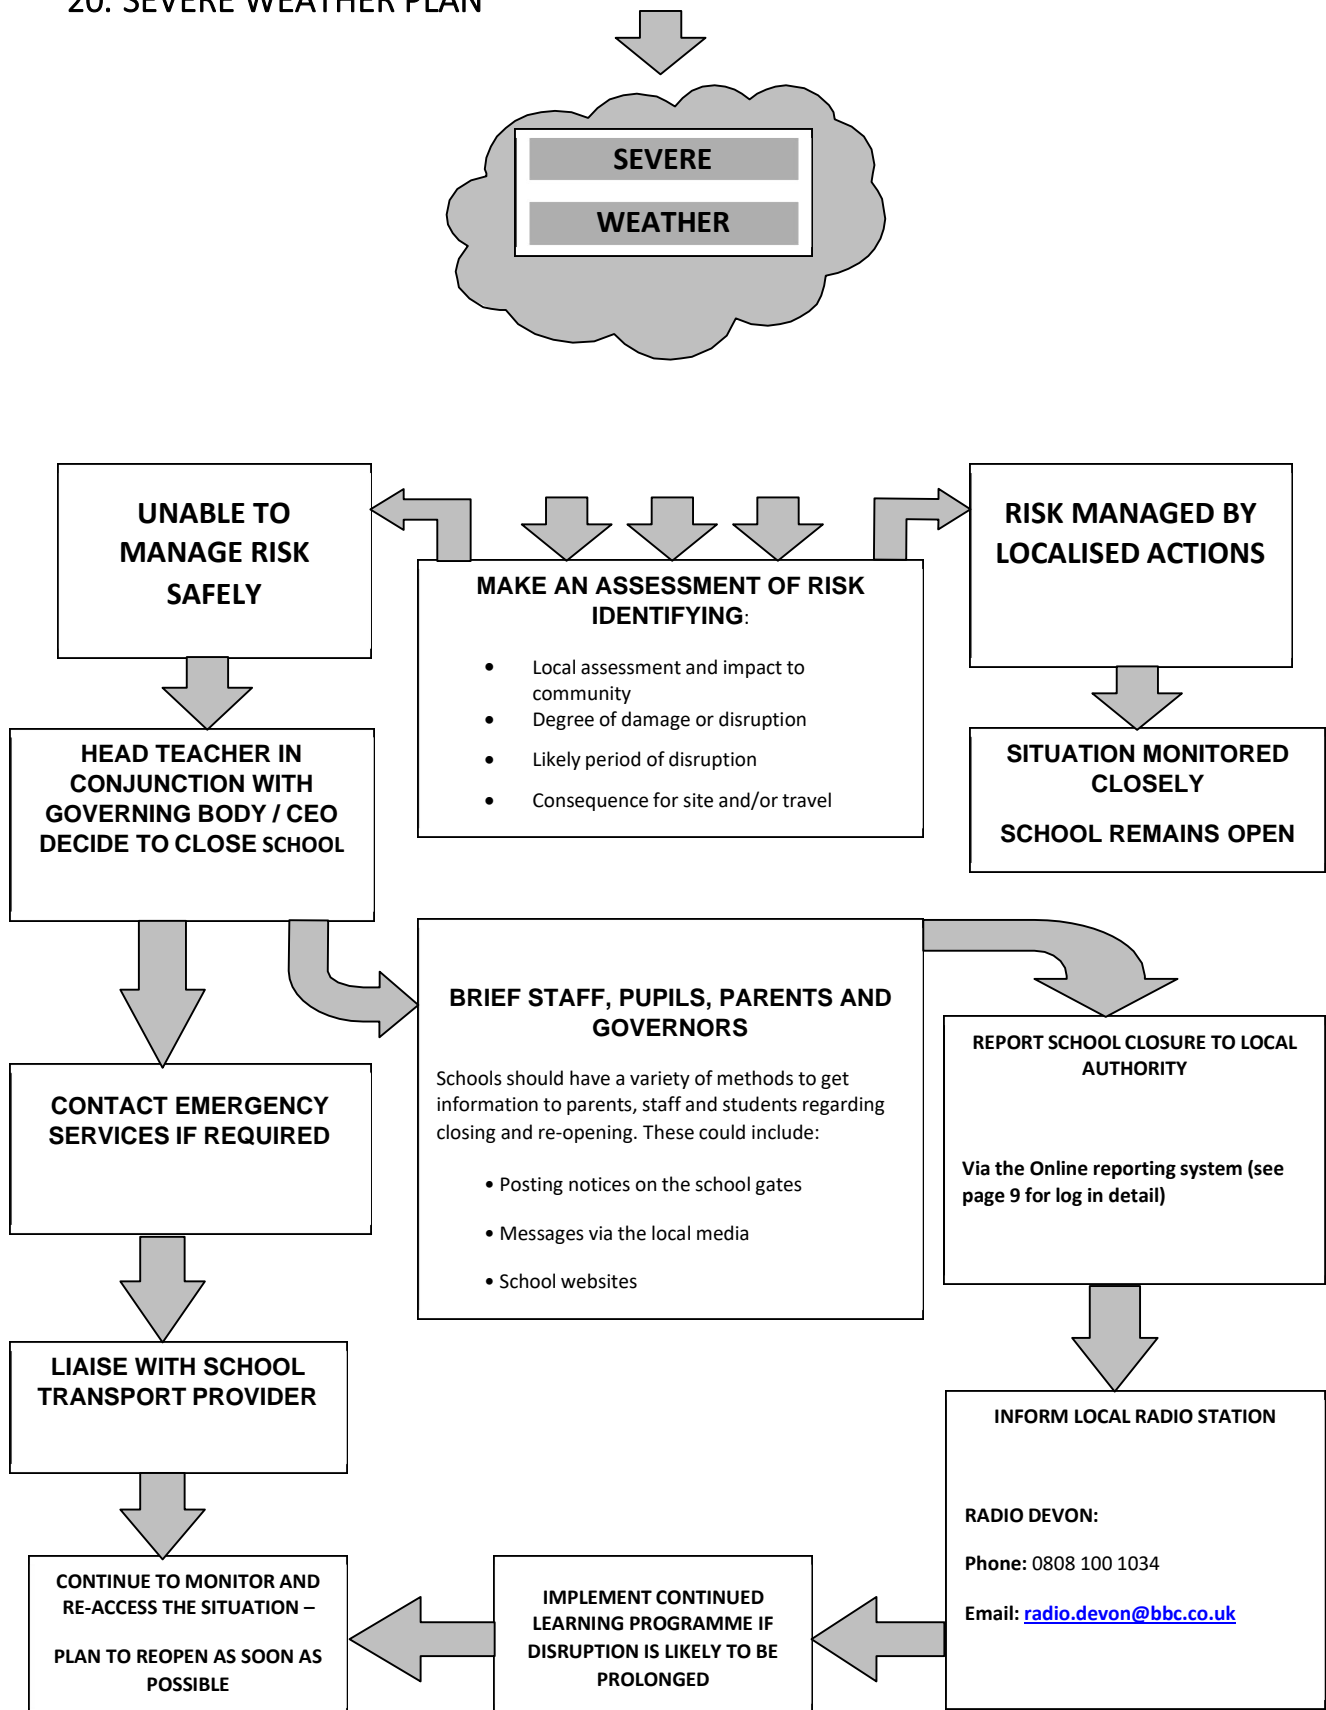 20. SEVERE WEATHER PLAN
SEVERE
WEATHER
UNABLE TO
MANAGE RISK
SAFELY
MAKE AN ASSESSMENT OF RISK
IDENTIFYING:
• Local assessment and impact to
community
• Degree of damage or disruption
• Likely period of disruption
• Consequence for site and/or travel
RISK MANAGED BY
LOCALISED ACTIONS
HEAD TEACHER IN
CONJUNCTION WITH
GOVERNING BODY / CEO
DECIDE TO CLOSE SCHOOL
SITUATION MONITORED
CLOSELY
SCHOOL REMAINS OPEN
BRIEF STAFF, PUPILS, PARENTS AND
GOVERNORS
Schools should have a variety of methods to get
information to parents, staff and students regarding
closing and re-opening. These could include:
• Posting notices on the school gates
• Messages via the local media
• School websites
REPORT SCHOOL CLOSURE TO LOCAL
AUTHORITY
Via the Online reporting system (see
page 9 for log in detail)
CONTACT EMERGENCY
SERVICES IF REQUIRED
LIAISE WITH SCHOOL
TRANSPORT PROVIDER
INFORM LOCAL RADIO STATION
RADIO DEVON:
Phone: 0808 100 1034
Email: radio.devon@bbc.co.uk
IMPLEMENT CONTINUED
LEARNING PROGRAMME IF
DISRUPTION IS LIKELY TO BE
PROLONGED
CONTINUE TO MONITOR AND
RE-ACCESS THE SITUATION –
PLAN TO REOPEN AS SOON AS
POSSIBLE